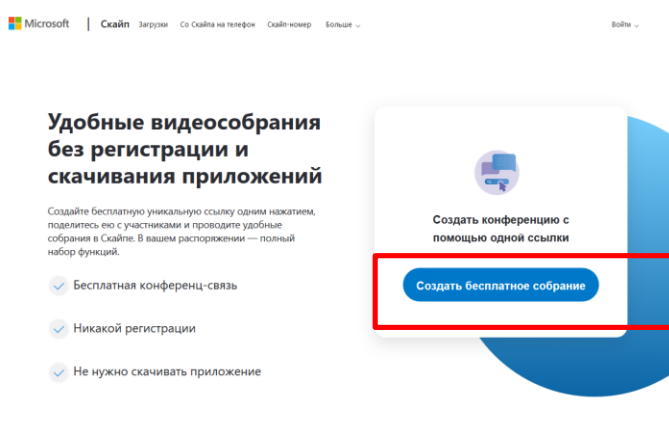 Microsoft Скайп Загрузки Со Скайпа на телефон Скайп-номер Больше Войти
Удобные видеособрания
без регистрации и
скачивания приложений
Создайте бесплатную уникальную ссылку одним нажатием,
поделитесь ею с участниками и проводите удобные
собрания в Скайпе. В вашем распоряжении — полный
набор функций.
Бесплатная конференц-связь
Никакой регистрации
Не нужно скачивать приложение
Создать конференцию с
помощью одной ссылки
Создать бесплатное собрание